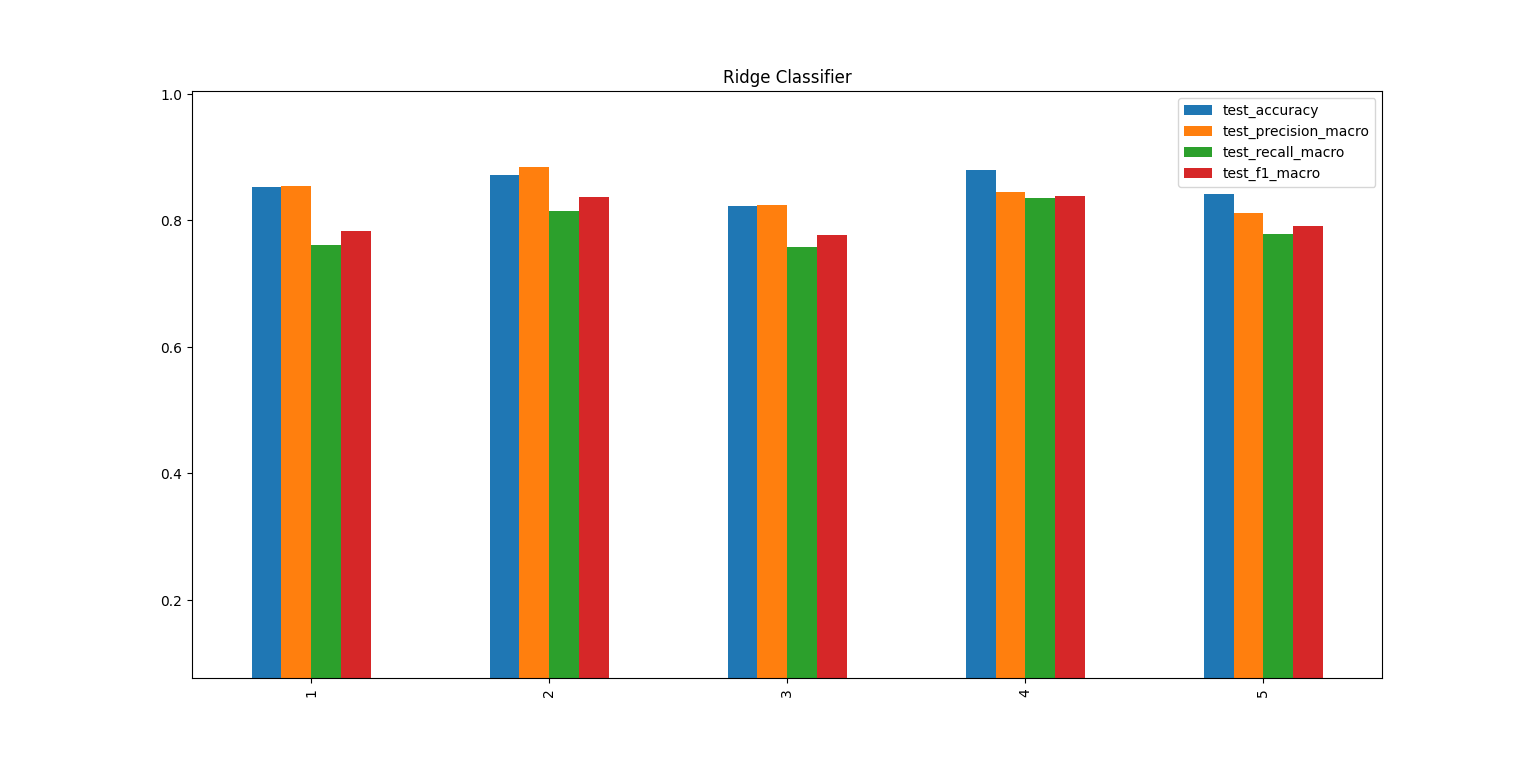 Ridge Classifier
1.0
0.8
0.6
0.4
0.2
test_accuracy
test_precision_macro
test_recall_macro
test_f1_macro
1
2
3
4
5